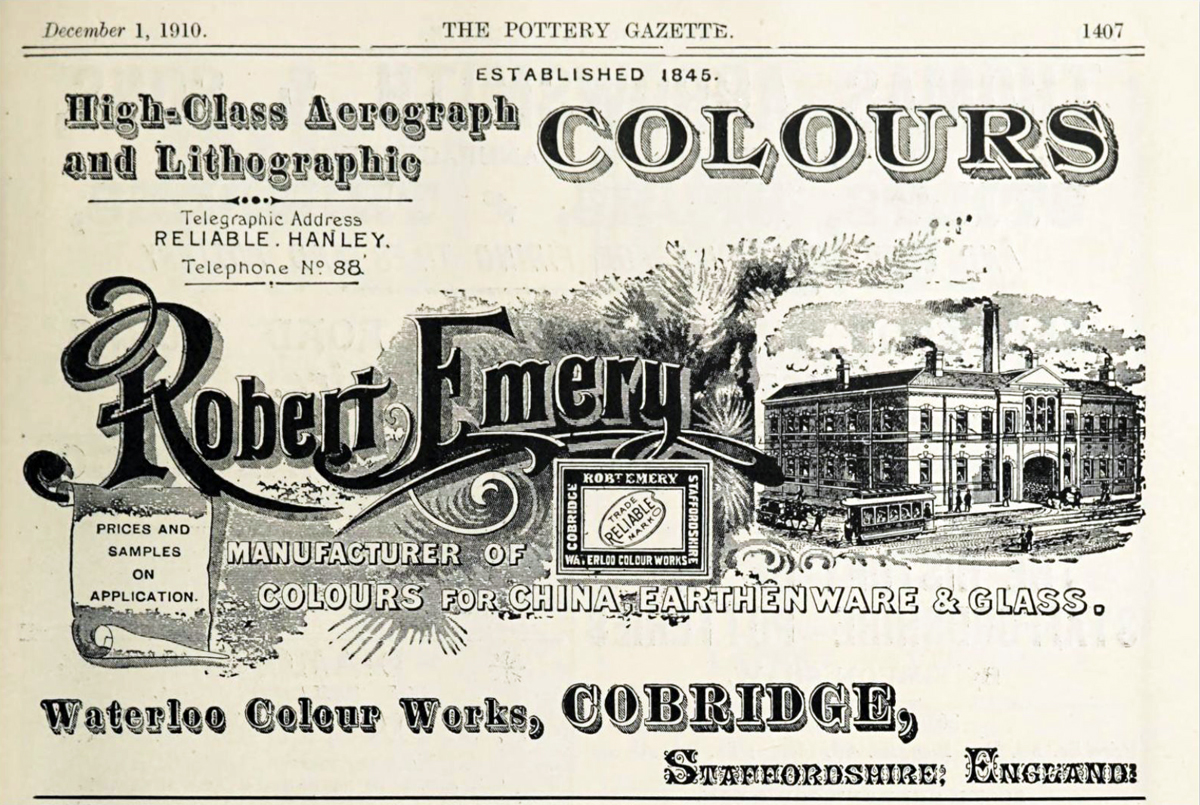 December 1, 1910.
THE POTTERY GAZETTE.
1407
ESTABLISHED 1845.
High-Class Aerograph
and Lithographic
COLOURS
Telegraphic Address
RELIABLE. HANLEY.
Telephone Nº 88.
Robert Emery
PRICES AND
SAMPLES
ON
APPLICATION.
MANUFACTURER OF
ROBT EMERY
COBRIDGE
STAFFORDSHIRE
TRADE
RELIABLE
MARK
WATERLOO COLOUR WORKS
COLOURS FOR CHINA, EARTHENWARE & GLASS.
Waterloo Colour Works, COBRIDGE,
STAFFORDSHIRE, ENGLAND.